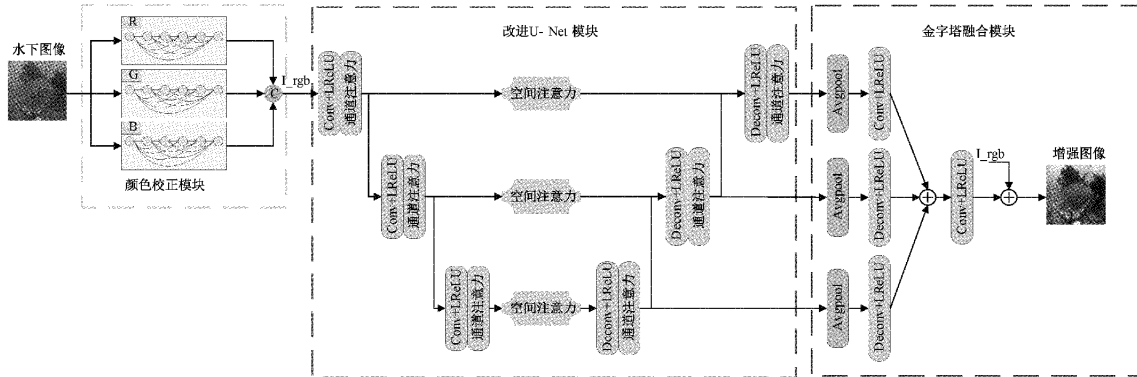 水下图像
R
G
B
C
I_rgb
颜色校正模块
改进U- Net 模块
Conv+LReLU
通道注意力
空间注意力
Deconv+LReLU
通道注意力
Conv+LReLU
通道注意力
空间注意力
Deconv+LReLU
通道注意力
Conv+LReLU
通道注意力
空间注意力
Deconv+LReLU
通道注意力
金字塔融合模块
Avgpool
Conv+LReLU
Avgpool
Deconv+LReLU
Avgpool
Deconv+LReLU
Conv+LReLU
I_rgb
增强图像